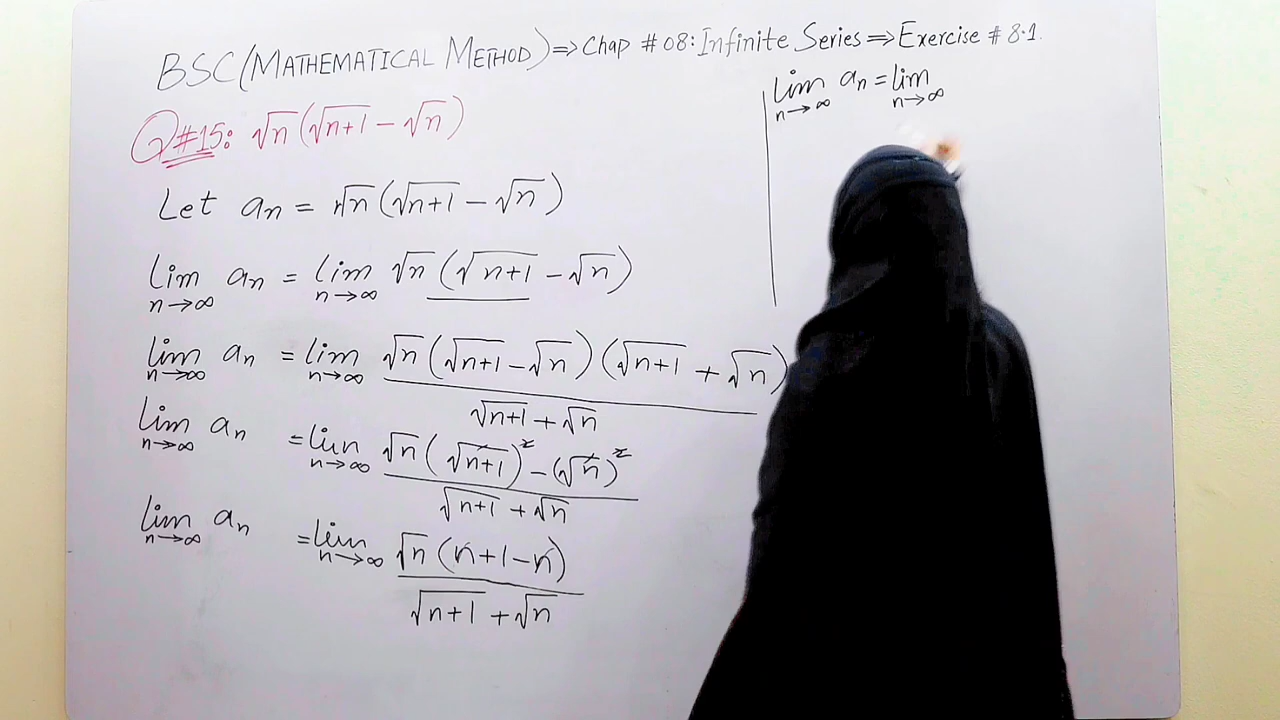 BSC (MATHEMATICAL METHOD) ⇒ Chap # 08: Infinite Series ⇒ Exercise # 8.1.
Q#15: √n (√(n+1) − √n)
Let aₙ = √n (√(n+1) − √n)
lim n→∞ aₙ = lim n→∞ √n (√(n+1) − √n)
lim n→∞ aₙ = lim n→∞ √n (√(n+1) − √n) (√(n+1) + √n) / √(n+1) + √n
lim n→∞ aₙ = lim n→∞ √n (√(n+1))² − (√n)² / √(n+1) + √n
lim n→∞ aₙ = lim n→∞ √n (n+1−n) / √(n+1) + √n
lim n→∞ aₙ = lim n→∞